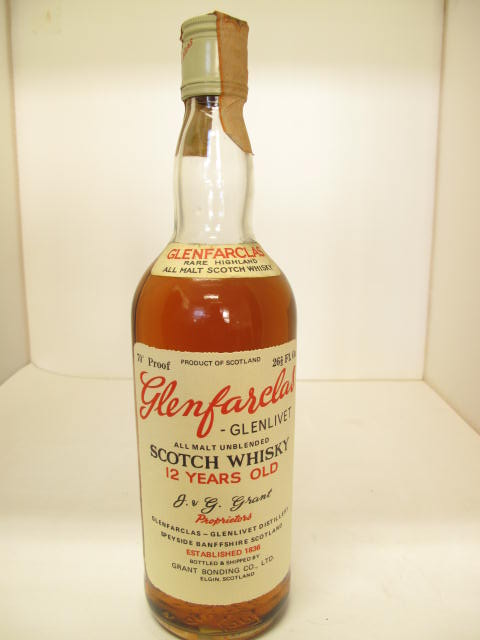 GLENFARCLAS
RARE HIGHLAND
ALL MALT SCOTCH WHISKY
70° Proof PRODUCT OF SCOTLAND 26⅔ Fl. Oz
Glenfarclas
- GLENLIVET
ALL MALT UNBLENDED
SCOTCH WHISKY
12 YEARS OLD
J. & G. Grant
Proprietors
GLENFARCLAS - GLENLIVET DISTILLERY
SPEYSIDE BANFFSHIRE SCOTLAND
ESTABLISHED 1836
BOTTLED & SHIPPED BY
GRANT BONDING CO., LTD.
ELGIN, SCOTLAND